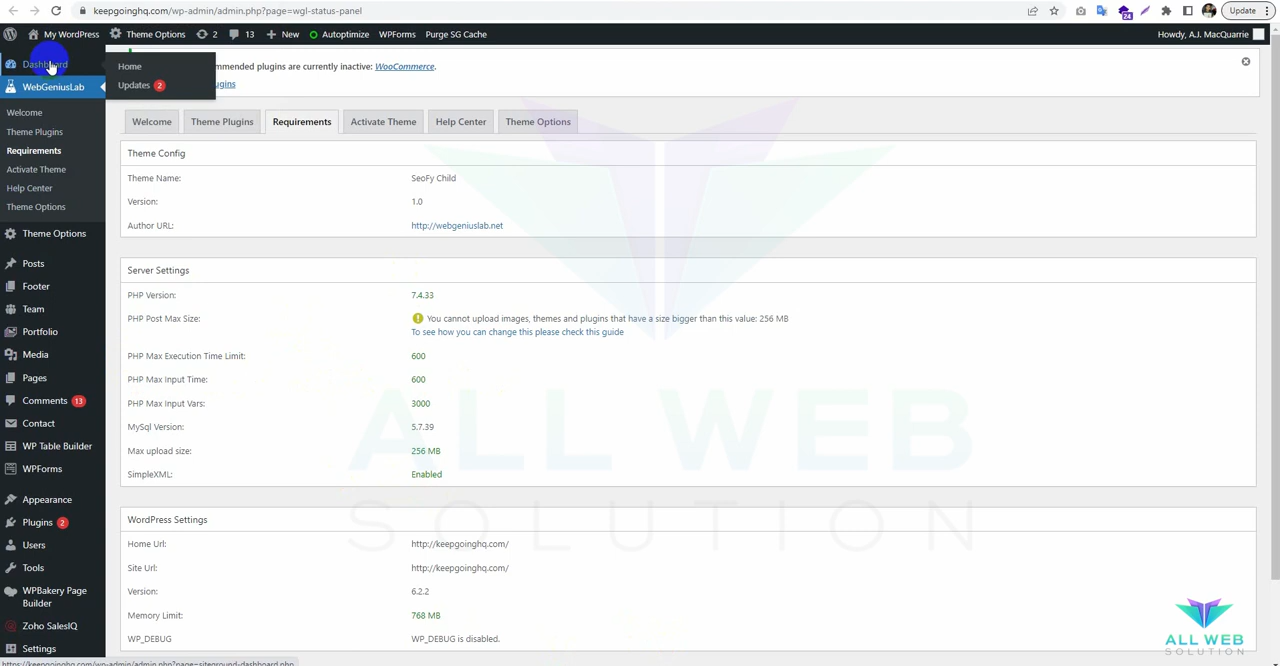 keepgoinghq.com/wp-admin/admin.php?page=wgl-status-panel
24
Update
My WordPress
Theme Options
2
13
New
Autoptimize
WPForms
Purge SG Cache
Howdy, A.J. MacQuarrie
Dashboard
WebGeniusLab
Welcome
Theme Plugins
Requirements
Activate Theme
Help Center
Theme Options
Theme Options
Posts
Footer
Team
Portfolio
Media
Pages
Comments 13
Contact
WP Table Builder
WPForms
Appearance
Plugins 2
Users
Tools
WPBakery Page
Builder
Zoho SalesIQ
Settings
Home
Updates 2
mmended plugins are currently inactive: WooCommerce.
ugins
Welcome
Theme Plugins
Requirements
Activate Theme
Help Center
Theme Options
Theme Config
Theme Name: SeoFy Child
Version: 1.0
Author URL: http://webgeniuslab.net
Server Settings
PHP Version: 7.4.33
PHP Post Max Size: You cannot upload images, themes and plugins that have a size bigger than this value: 256 MB
To see how you can change this please check this guide
PHP Max Execution Time Limit: 600
PHP Max Input Time: 600
PHP Max Input Vars: 3000
MySql Version: 5.7.39
Max upload size: 256 MB
SimpleXML: Enabled
WordPress Settings
Home Url: http://keepgoinghq.com/
Site Url: http://keepgoinghq.com/
Version: 6.2.2
Memory Limit: 768 MB
WP_DEBUG WP_DEBUG is disabled.
ALL WEB
SOLUTION
ALL WEB
SOLUTION
https://keepgoinghq.com/wp-admin/admin.php?page=siteground-dashboard.php